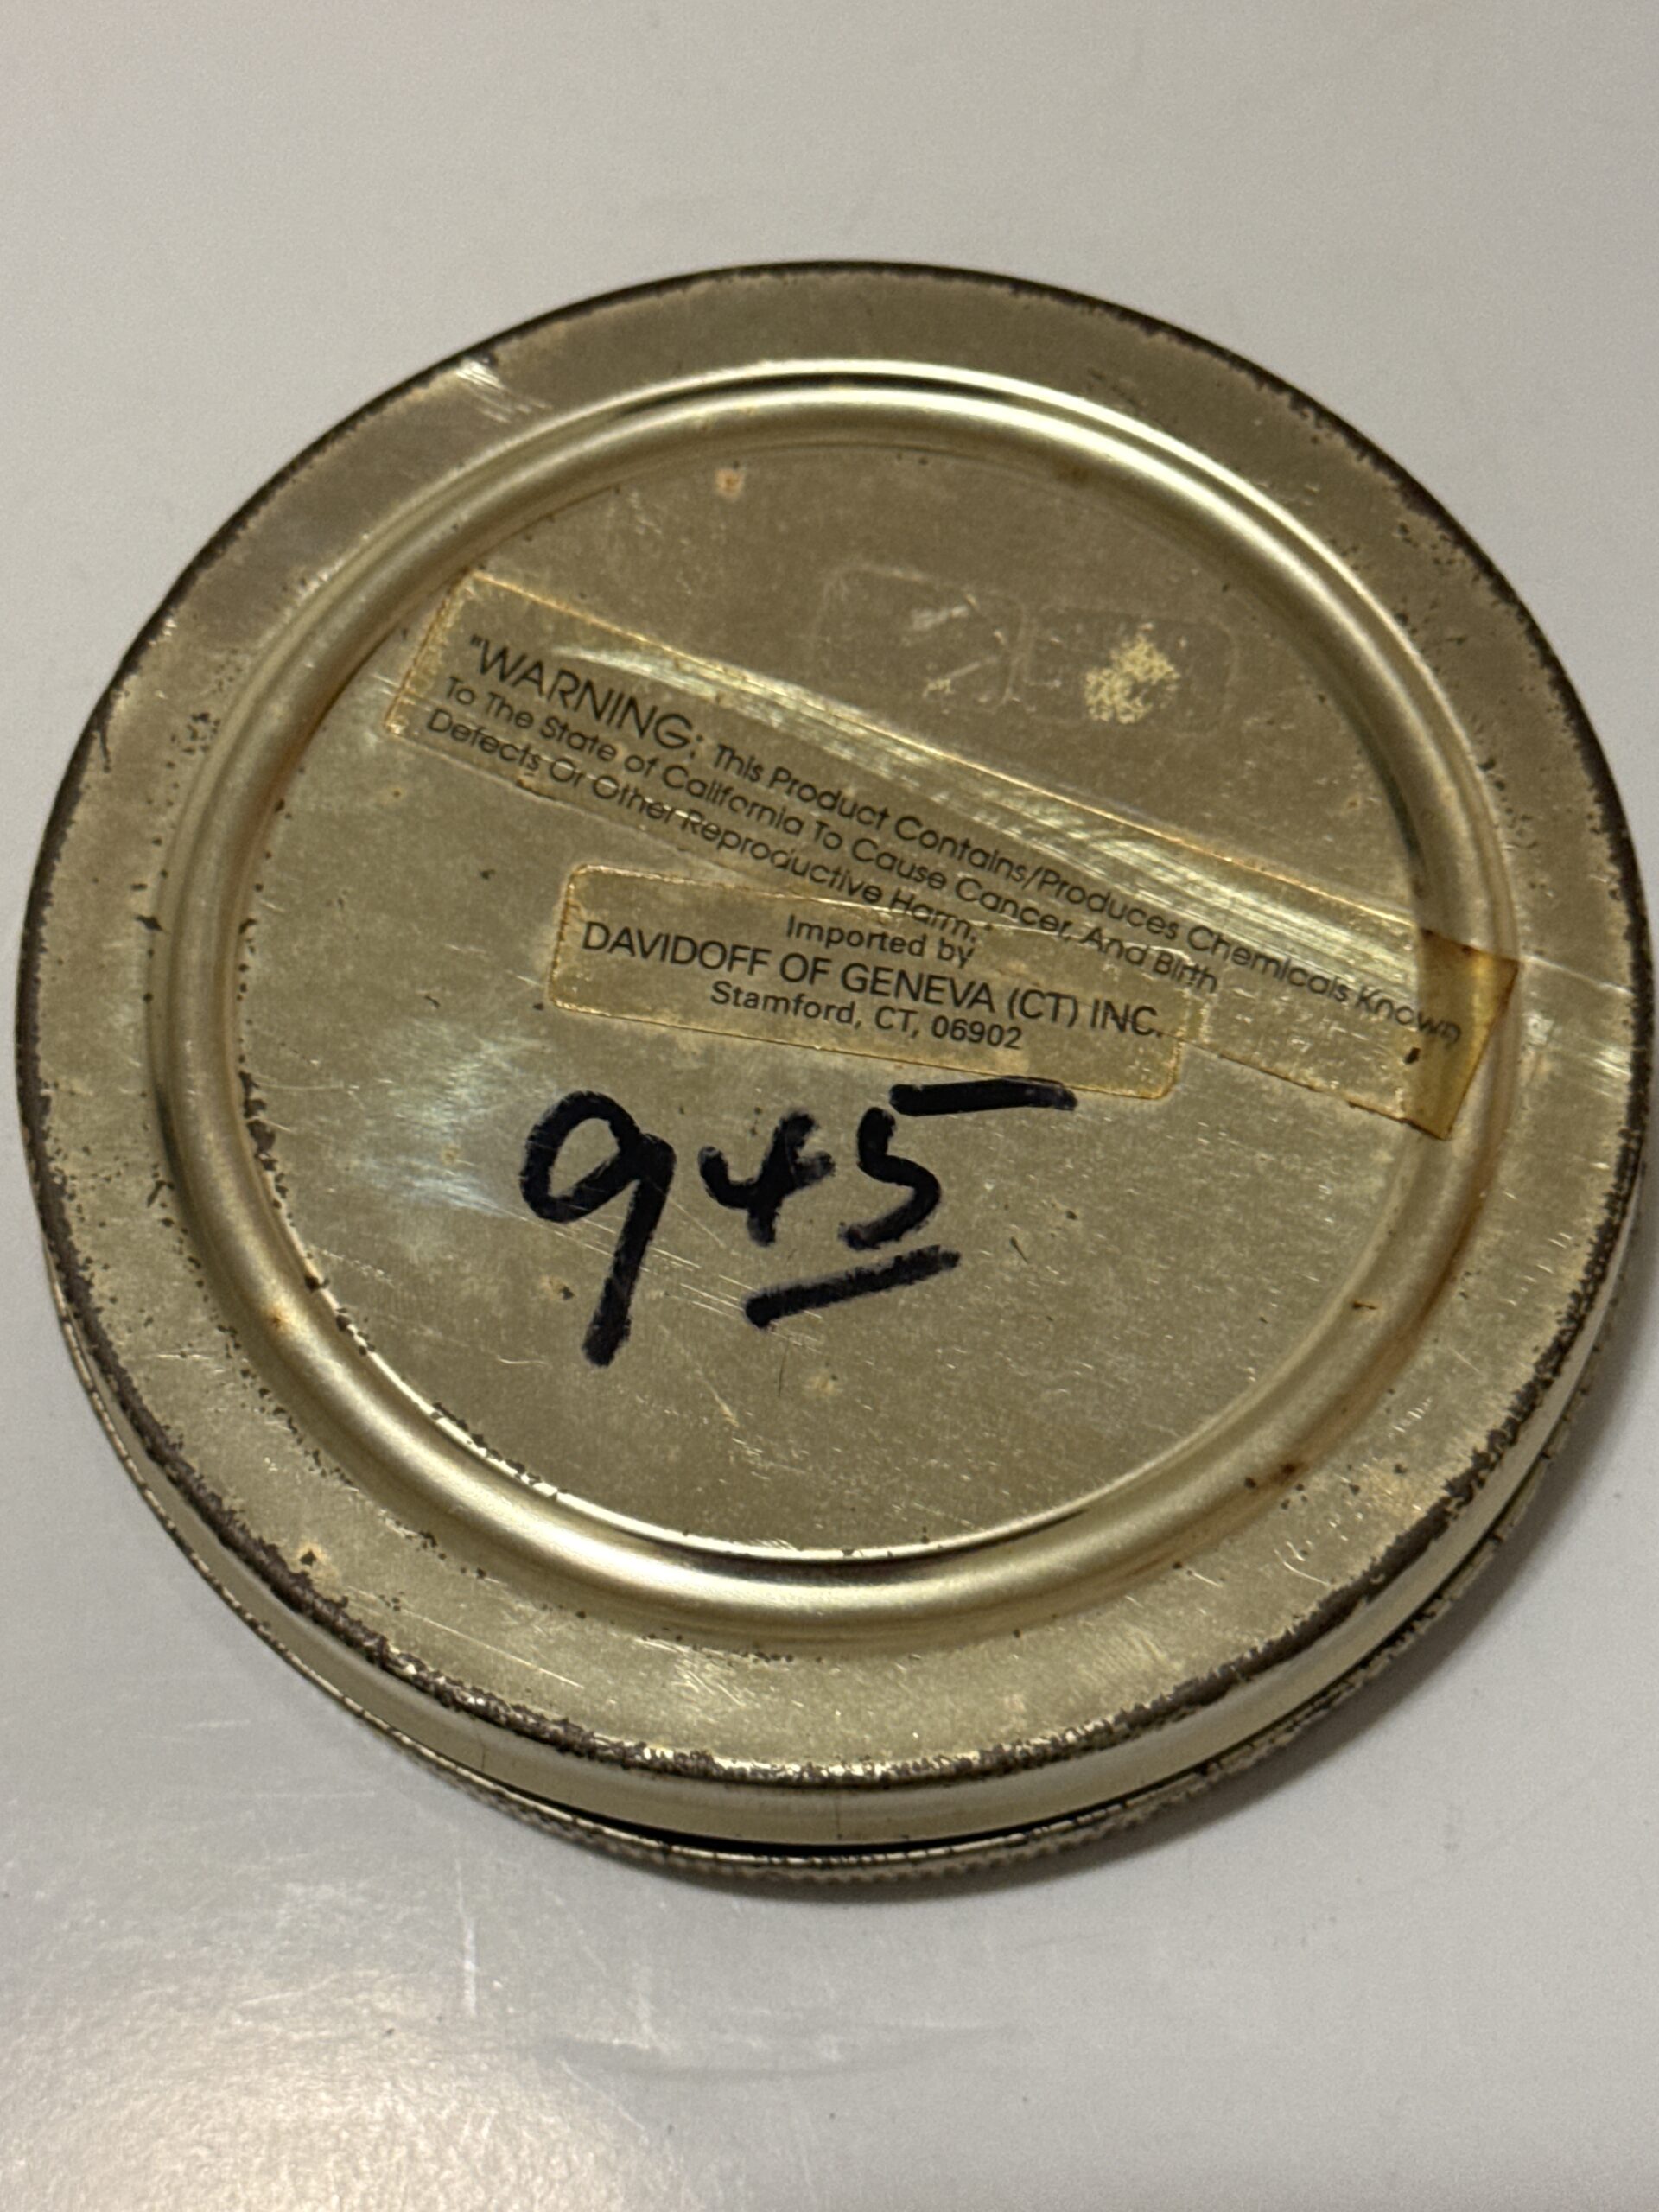 "WARNING: This Product Contains/Produces Chemicals Known
To The State of California To Cause Cancer, And Birth
Defects Or Other Reproductive Harm."
Imported by
DAVIDOFF OF GENEVA (CT) INC.
Stamford, CT, 06902
945